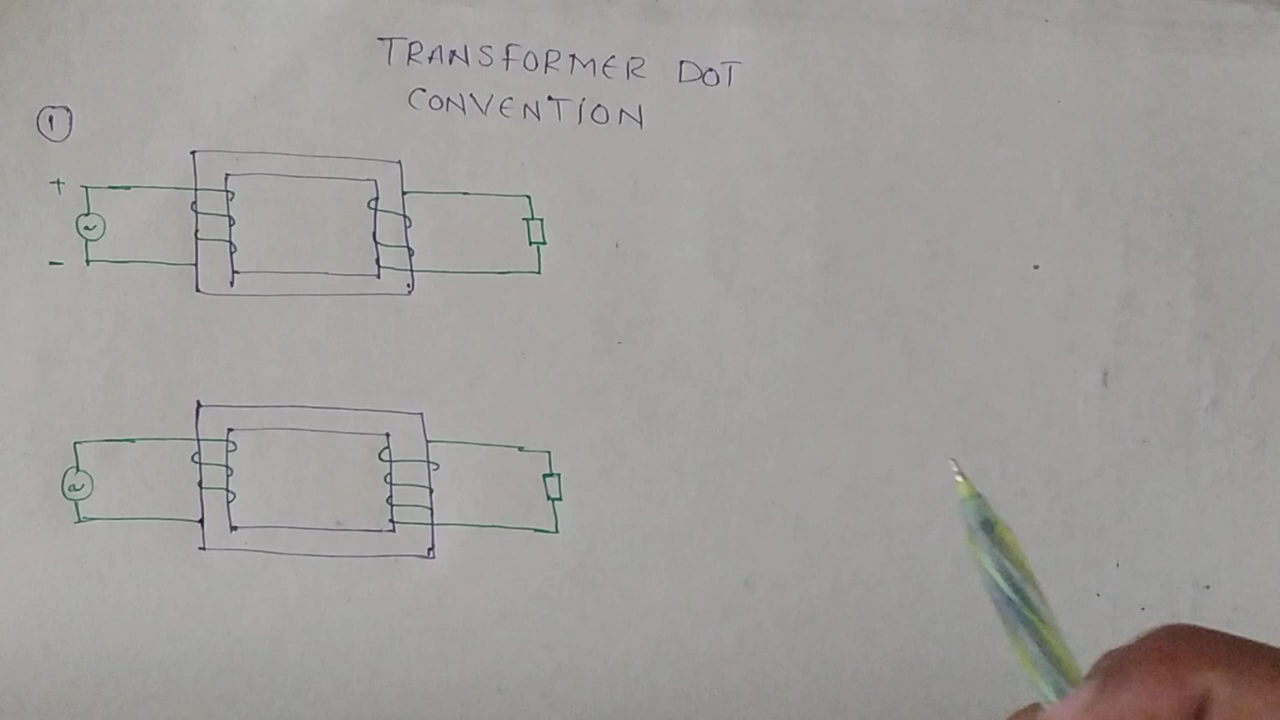 TRANSFORMER DOT
CONVENTION
1
+
~
-
~